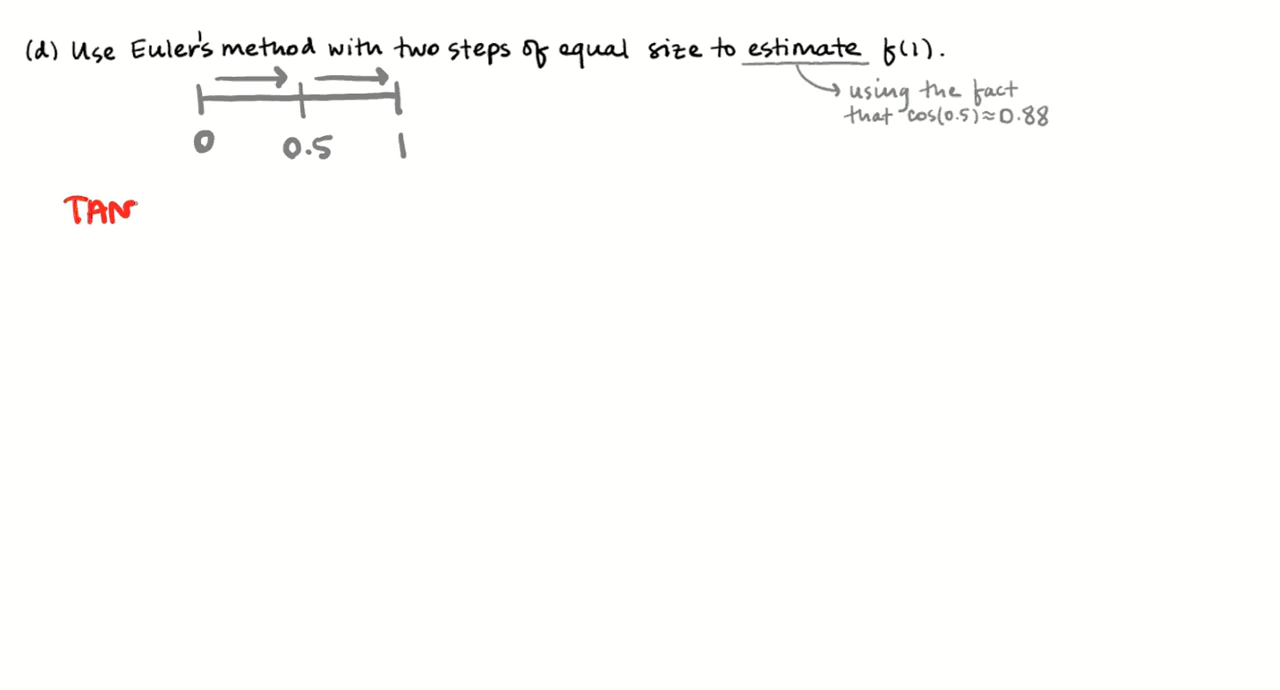 (d) Use Euler's method with two steps of equal size to estimate f(1).
using the fact
that cos(0.5)≈0.88
0 0.5 1
TAN